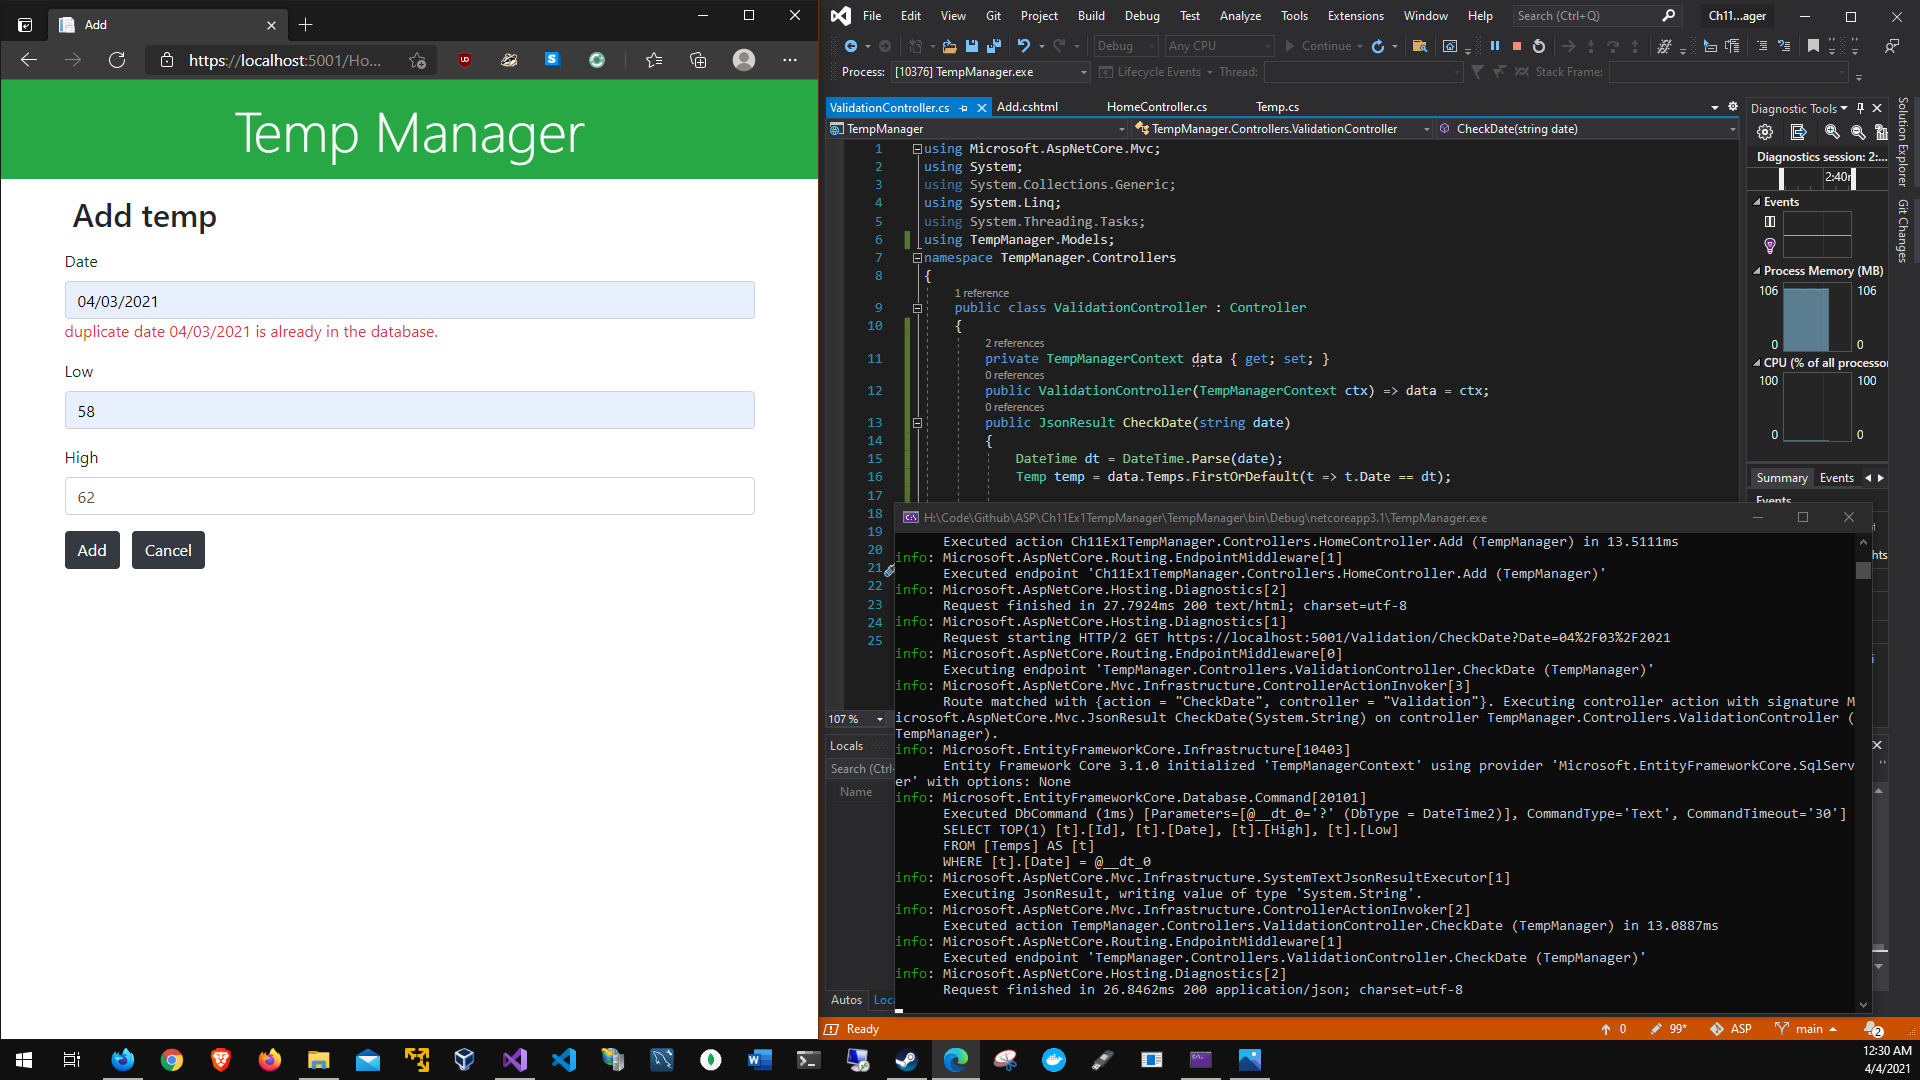 Add
https://localhost:5001/Ho...
Temp Manager
Add temp
Date
04/03/2021
duplicate date 04/03/2021 is already in the database.
Low
58
High
62
Add
Cancel
File Edit View Git Project Build Debug Test Analyze Tools Extensions Window Help Search (Ctrl+Q) Ch11...ager
Debug Any CPU Continue
Process: [10376] TempManager.exe Lifecycle Events Thread: Stack Frame:
ValidationController.cs Add.cshtml HomeController.cs Temp.cs
TempManager TempManager.Controllers.ValidationController CheckDate(string date)
1 using Microsoft.AspNetCore.Mvc;
2 using System;
3 using System.Collections.Generic;
4 using System.Linq;
5 using System.Threading.Tasks;
6 using TempManager.Models;
7 namespace TempManager.Controllers
8 {
1 reference
9 public class ValidationController : Controller
10 {
2 references
11 private TempManagerContext data { get; set; }
0 references
12 public ValidationController(TempManagerContext ctx) => data = ctx;
0 references
13 public JsonResult CheckDate(string date)
14 {
15 DateTime dt = DateTime.Parse(date);
16 Temp temp = data.Temps.FirstOrDefault(t => t.Date == dt);
17
18
19
20
21
22
23
24
25
107 %
Locals
Search (Ctrl-
Name
Autos Loca
Diagnostic Tools
Diagnostics session: 2:...
2:40
Events
Process Memory (MB)
106 106
0 0
CPU (% of all processo
100 100
0 0
Summary Events
Events
hts
Solution Explorer
Git Changes
H:\Code\Github\ASP\Ch11Ex1TempManager\TempManager\bin\Debug\netcoreapp3.1\TempManager.exe
Executed action Ch11Ex1TempManager.Controllers.HomeController.Add (TempManager) in 13.5111ms
info: Microsoft.AspNetCore.Routing.EndpointMiddleware[1]
Executed endpoint 'Ch11Ex1TempManager.Controllers.HomeController.Add (TempManager)'
info: Microsoft.AspNetCore.Hosting.Diagnostics[2]
Request finished in 27.7924ms 200 text/html; charset=utf-8
info: Microsoft.AspNetCore.Hosting.Diagnostics[1]
Request starting HTTP/2 GET https://localhost:5001/Validation/CheckDate?Date=04%2F03%2F2021
info: Microsoft.AspNetCore.Routing.EndpointMiddleware[0]
Executing endpoint 'TempManager.Controllers.ValidationController.CheckDate (TempManager)'
info: Microsoft.AspNetCore.Mvc.Infrastructure.ControllerActionInvoker[3]
Route matched with {action = "CheckDate", controller = "Validation"}. Executing controller action with signature M
icrosoft.AspNetCore.Mvc.JsonResult CheckDate(System.String) on controller TempManager.Controllers.ValidationController (
TempManager).
info: Microsoft.EntityFrameworkCore.Infrastructure[10403]
Entity Framework Core 3.1.0 initialized 'TempManagerContext' using provider 'Microsoft.EntityFrameworkCore.SqlServ
er' with options: None
info: Microsoft.EntityFrameworkCore.Database.Command[20101]
Executed DbCommand (1ms) [Parameters=[@__dt_0='?' (DbType = DateTime2)], CommandType='Text', CommandTimeout='30']
SELECT TOP(1) [t].[Id], [t].[Date], [t].[High], [t].[Low]
FROM [Temps] AS [t]
WHERE [t].[Date] = @__dt_0
info: Microsoft.AspNetCore.Mvc.Infrastructure.SystemTextJsonResultExecutor[1]
Executing JsonResult, writing value of type 'System.String'.
info: Microsoft.AspNetCore.Mvc.Infrastructure.ControllerActionInvoker[2]
Executed action TempManager.Controllers.ValidationController.CheckDate (TempManager) in 13.0887ms
info: Microsoft.AspNetCore.Routing.EndpointMiddleware[1]
Executed endpoint 'TempManager.Controllers.ValidationController.CheckDate (TempManager)'
info: Microsoft.AspNetCore.Hosting.Diagnostics[2]
Request finished in 26.8462ms 200 application/json; charset=utf-8
Ready 0 99* ASP main 2
12:30 AM
4/4/2021